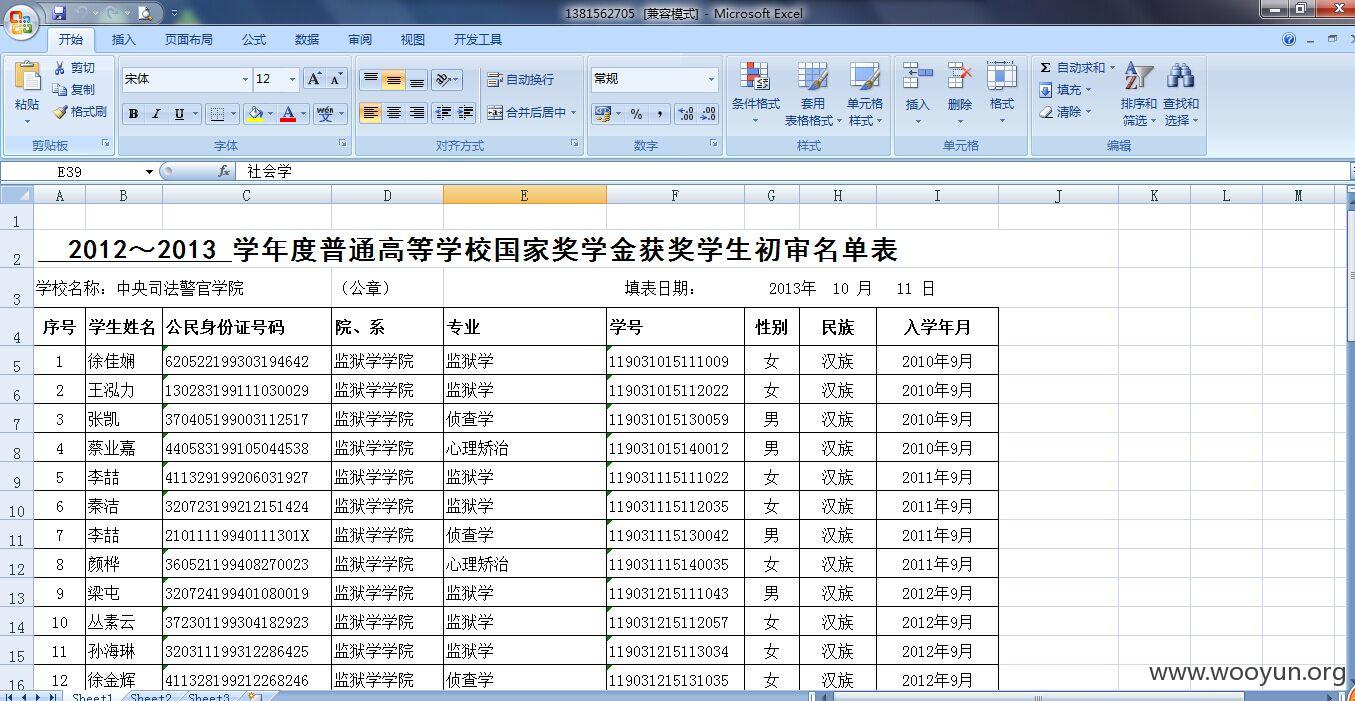 1381562705 [兼容模式] - Microsoft Excel
开始 插入 页面布局 公式 数据 审阅 视图 开发工具
粘贴 剪切 复制 格式刷 剪贴板
宋体 12 B I U 字体
自动换行 合并后居中 对齐方式
常规 % 数字
条件格式 套用表格格式 单元格样式 样式
插入 删除 格式 单元格
Σ 自动求和 填充 清除 排序和筛选 查找和选择 编辑
E39 fx 社会学
A B C D E F G H I J K L M
1
2 2012～2013 学年度普通高等学校国家奖学金获奖学生初审名单表
3 学校名称：中央司法警官学院 （公章） 填表日期： 2013年 10 月 11 日
4 序号 学生姓名 公民身份证号码 院、系 专业 学号 性别 民族 入学年月
5 1 徐佳娴 620522199303194642 监狱学学院 监狱学 119031015111009 女 汉族 2010年9月
6 2 王泓力 130283199111030029 监狱学学院 监狱学 119031015112022 女 汉族 2010年9月
7 3 张凯 370405199003112517 监狱学学院 侦查学 119031015130059 男 汉族 2010年9月
8 4 蔡业嘉 440583199105044538 监狱学学院 心理矫治 119031015140012 男 汉族 2010年9月
9 5 李喆 411329199206031927 监狱学学院 监狱学 119031115111022 女 汉族 2011年9月
10 6 秦洁 320723199212151424 监狱学学院 监狱学 119031115112035 女 汉族 2011年9月
11 7 李喆 21011119940111301X 监狱学学院 侦查学 119031115130042 男 汉族 2011年9月
12 8 颜桦 360521199408270023 监狱学学院 心理矫治 119031115140035 女 汉族 2011年9月
13 9 梁屯 320724199401080019 监狱学学院 监狱学 119031215111043 男 汉族 2012年9月
14 10 丛素云 372301199304182923 监狱学学院 监狱学 119031215112057 女 汉族 2012年9月
15 11 孙海琳 320311199312286425 监狱学学院 监狱学 119031215113034 女 汉族 2012年9月
16 12 徐金辉 411328199212268246 监狱学学院 侦查学 119031215131035 女 汉族 2012年9月
www.wooyun.org
Sheet1 Sheet2 Sheet3